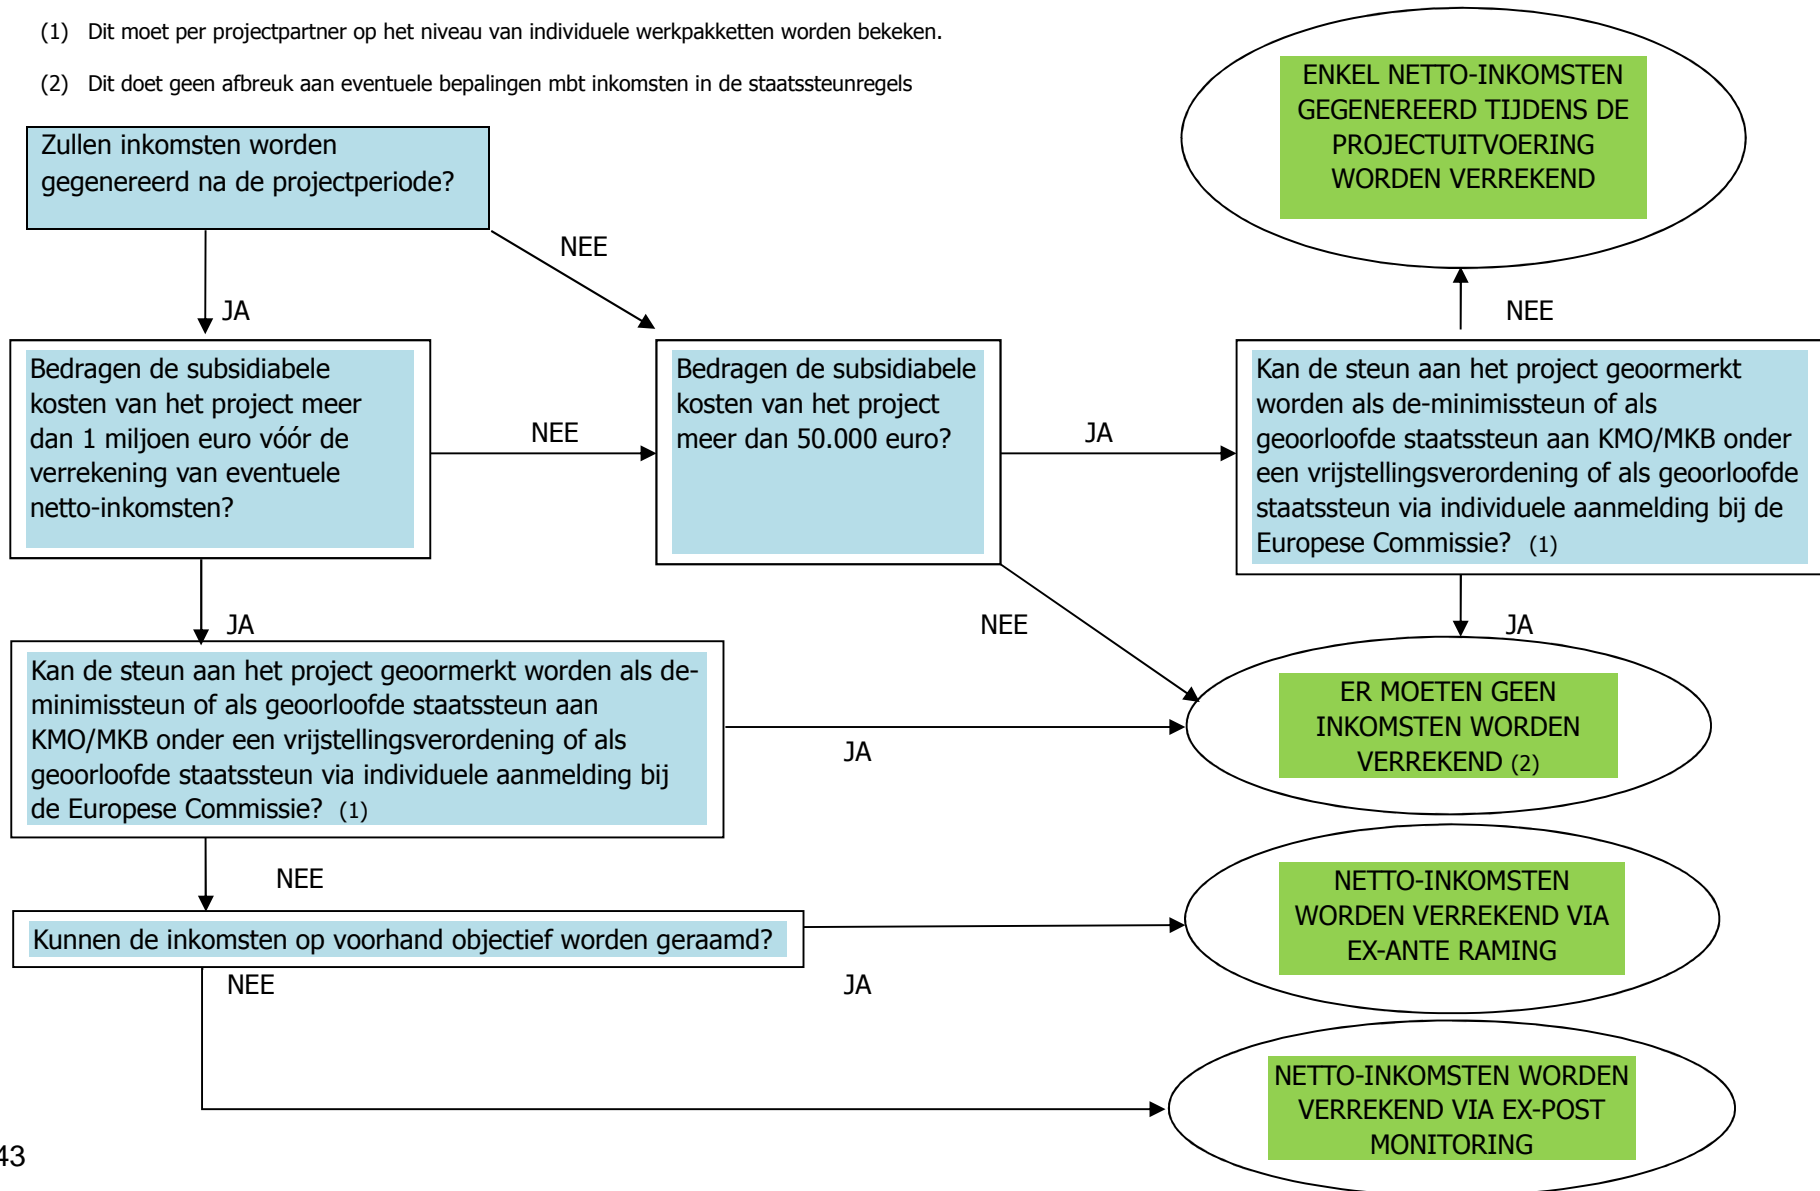 (1) Dit moet per projectpartner op het niveau van individuele werkpakketten worden bekeken.
(2) Dit doet geen afbreuk aan eventuele bepalingen mbt inkomsten in de staatssteunregels
ENKEL NETTO-INKOMSTEN
GEGENEREERD TIJDENS DE
PROJECTUITVOERING
WORDEN VERREKEND
Zullen inkomsten worden
gegenereerd na de projectperiode?
NEE
JA
NEE
Bedragen de subsidiabele
kosten van het project meer
dan 1 miljoen euro vóór de
verrekening van eventuele
netto-inkomsten?
NEE
Bedragen de subsidiabele
kosten van het project
meer dan 50.000 euro?
JA
Kan de steun aan het project geoormerkt
worden als de-minimissteun of als
geoorloofde staatssteun aan KMO/MKB onder
een vrijstellingsverordening of als geoorloofde
staatssteun via individuele aanmelding bij de
Europese Commissie? (1)
JA
NEE
JA
Kan de steun aan het project geoormerkt worden als de-
minimissteun of als geoorloofde staatssteun aan
KMO/MKB onder een vrijstellingsverordening of als
geoorloofde staatssteun via individuele aanmelding bij
de Europese Commissie? (1)
JA
ER MOETEN GEEN
INKOMSTEN WORDEN
VERREKEND (2)
NEE
NETTO-INKOMSTEN
WORDEN VERREKEND VIA
EX-ANTE RAMING
Kunnen de inkomsten op voorhand objectief worden geraamd?
NEE
JA
NETTO-INKOMSTEN WORDEN
VERREKEND VIA EX-POST
MONITORING
43